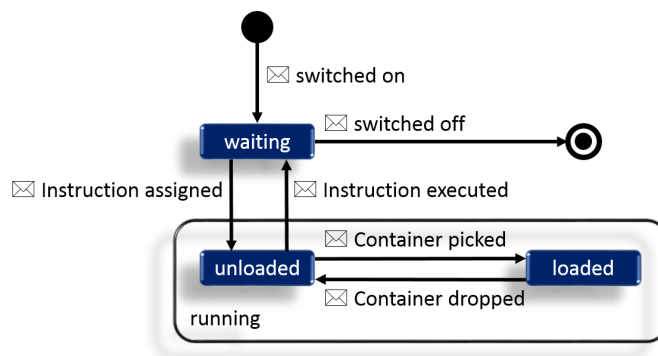 switched on
waiting
switched off
Instruction assigned
Instruction executed
Container picked
unloaded
loaded
Container dropped
running